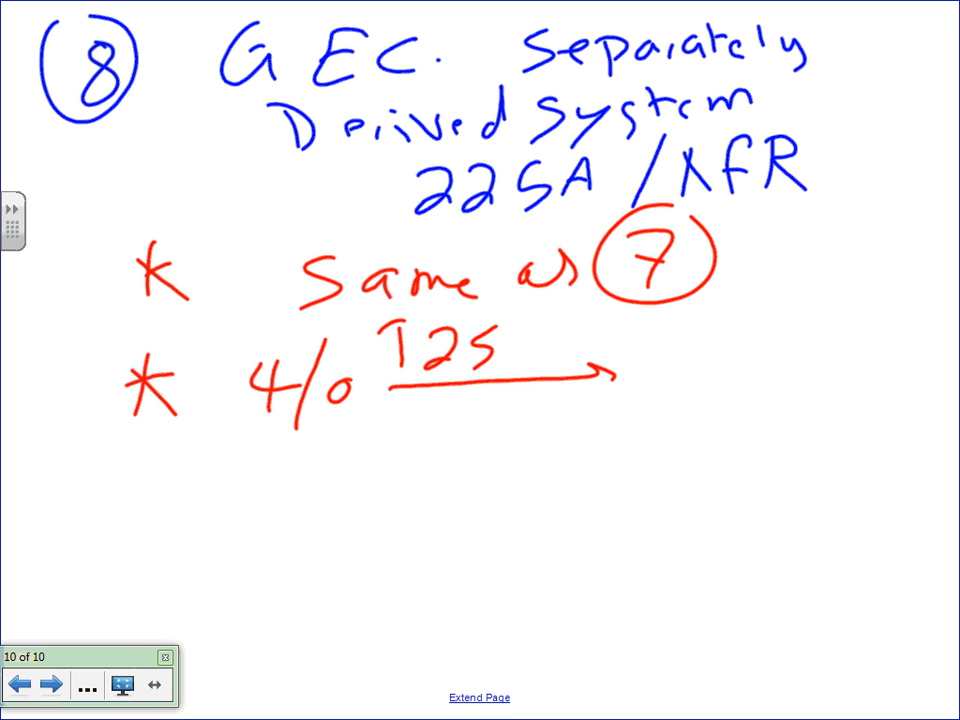 8 GEC. Separately
Derived System
225A / XFR
* Same as 7
* 4/0 T25 →
10 of 10
...
Extend Page